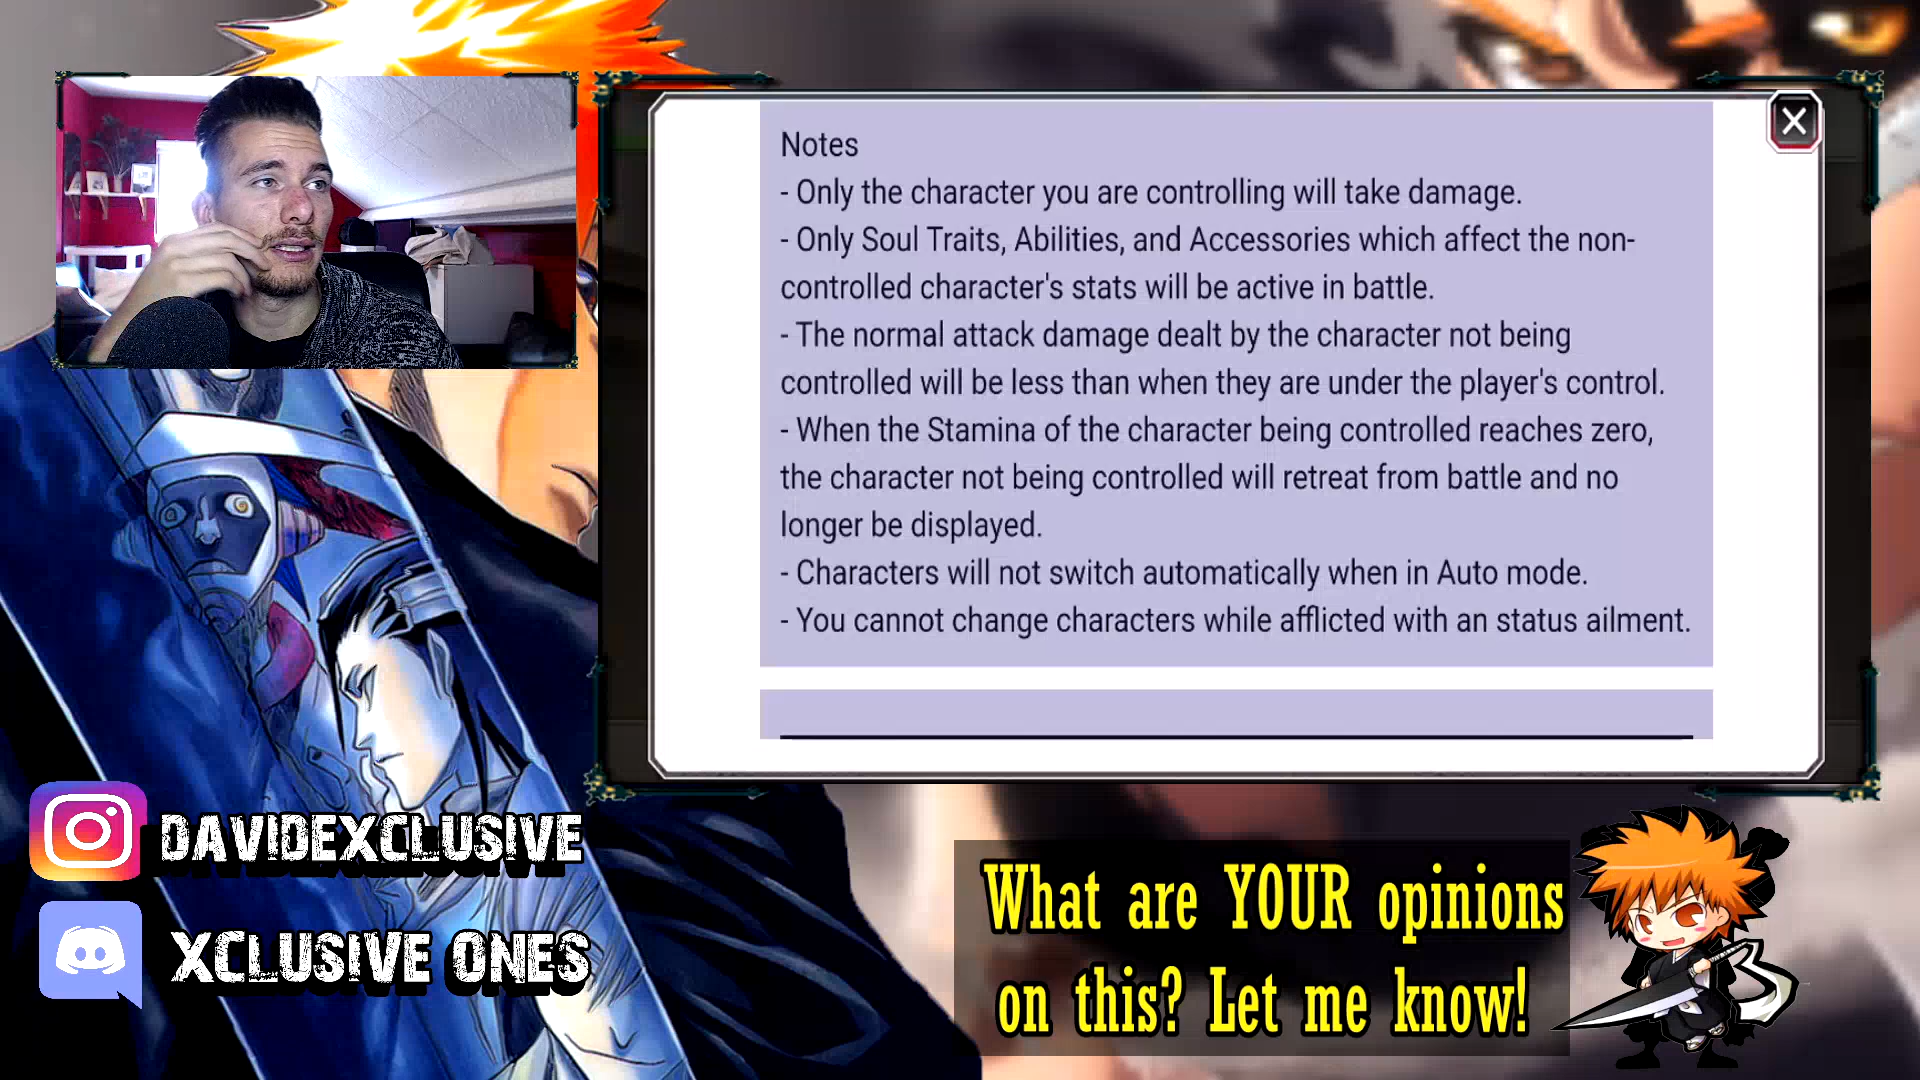 Notes
- Only the character you are controlling will take damage.
- Only Soul Traits, Abilities, and Accessories which affect the non-
controlled character's stats will be active in battle.
- The normal attack damage dealt by the character not being
controlled will be less than when they are under the player's control.
- When the Stamina of the character being controlled reaches zero,
the character not being controlled will retreat from battle and no
longer be displayed.
- Characters will not switch automatically when in Auto mode.
- You cannot change characters while afflicted with an status ailment.
DAVIDEXCLUSIVE
XCLUSIVE ONES
What are YOUR opinions
on this? Let me know!